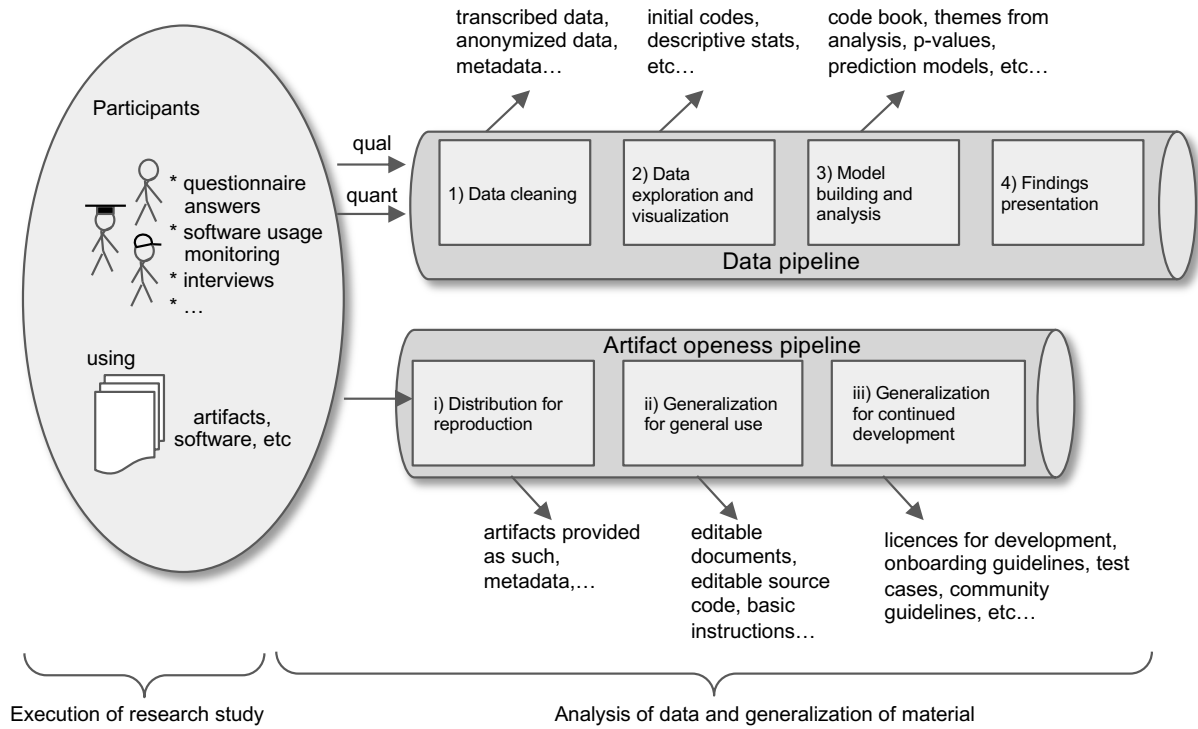 transcribed data,
anonymized data,
metadata…
initial codes,
descriptive stats,
etc…
code book, themes from
analysis, p-values,
prediction models, etc…
Participants
* questionnaire
answers
* software usage
monitoring
* interviews
* …
using
artifacts,
software, etc
qual
quant
1) Data cleaning
2) Data
exploration and
visualization
3) Model
building and
analysis
4) Findings
presentation
Data pipeline
Artifact openess pipeline
i) Distribution for
reproduction
ii) Generalization
for general use
iii) Generalization
for continued
development
artifacts provided
as such,
metadata,…
editable
documents,
editable source
code, basic
instructions…
licences for development,
onboarding guidelines, test
cases, community
guidelines, etc…
Execution of research study
Analysis of data and generalization of material